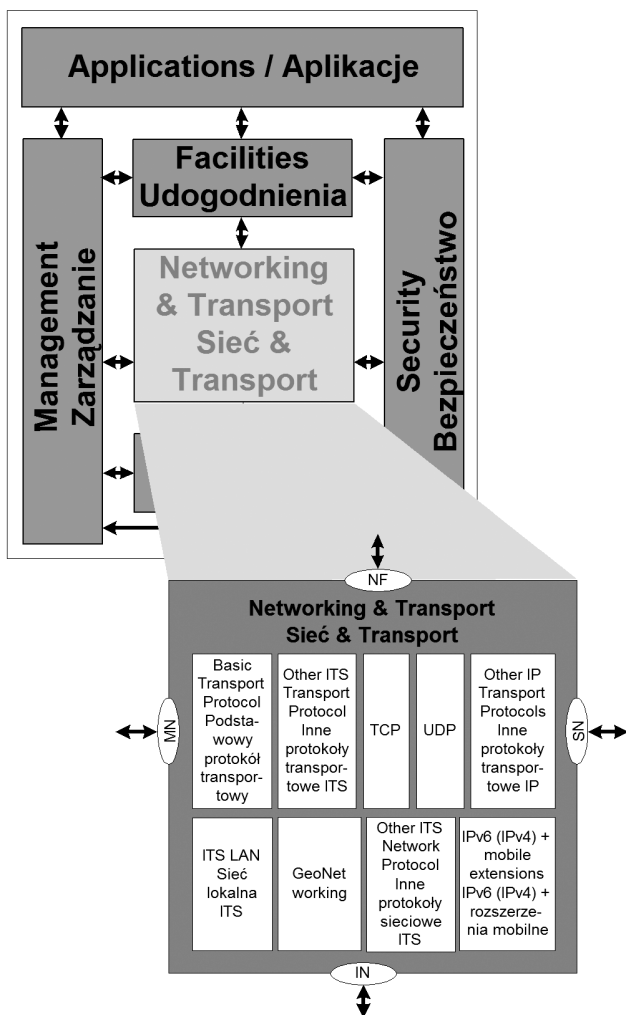 Applications / Aplikacje
Facilities
Udogodnienia
Management
Zarządzanie
Networking
& Transport
Sieć &
Transport
Security
Bezpieczeństwo
NF
Networking & Transport
Sieć & Transport
MN
Basic
Transport
Protocol
Podsta-
wowy
protokół
transpor-
towy
Other ITS
Transport
Protocol
Inne
protokoły
transpor-
towe ITS
TCP
UDP
Other IP
Transport
Protocols
Inne
protokoły
transpor-
towe IP
SN
ITS LAN
Sieć
lokalna
ITS
GeoNet
working
Other ITS
Network
Protocol
Inne
protokoły
sieciowe
ITS
IPv6 (IPv4) +
mobile
extensions
IPv6 (IPv4) +
rozszerze-
nia mobilne
IN